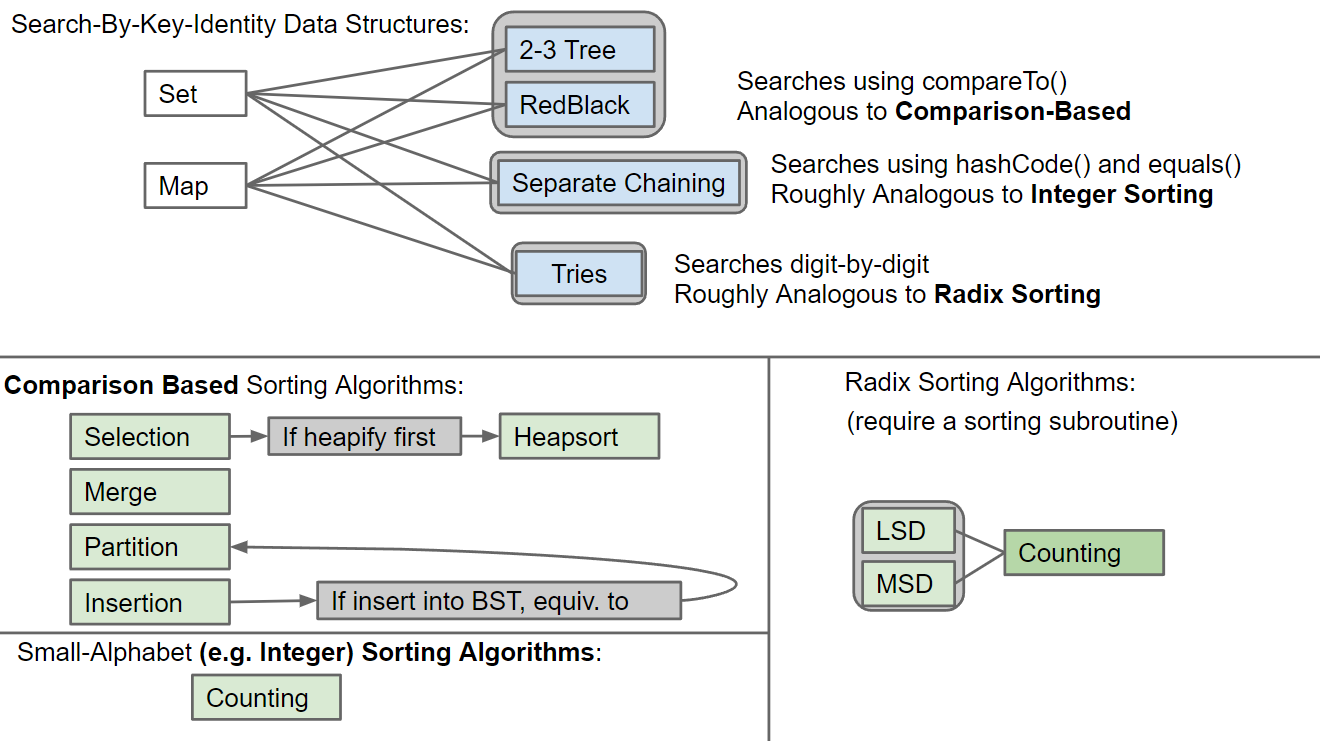 Search-By-Key-Identity Data Structures:
2-3 Tree
Set
RedBlack
Searches using compareTo()
Analogous to Comparison-Based
Map
Separate Chaining
Searches using hashCode() and equals()
Roughly Analogous to Integer Sorting
Tries
Searches digit-by-digit
Roughly Analogous to Radix Sorting
Comparison Based Sorting Algorithms:
Selection
If heapify first
Heapsort
Merge
Partition
Insertion
If insert into BST, equiv. to
Small-Alphabet (e.g. Integer) Sorting Algorithms:
Counting
Radix Sorting Algorithms:
(require a sorting subroutine)
LSD
MSD
Counting